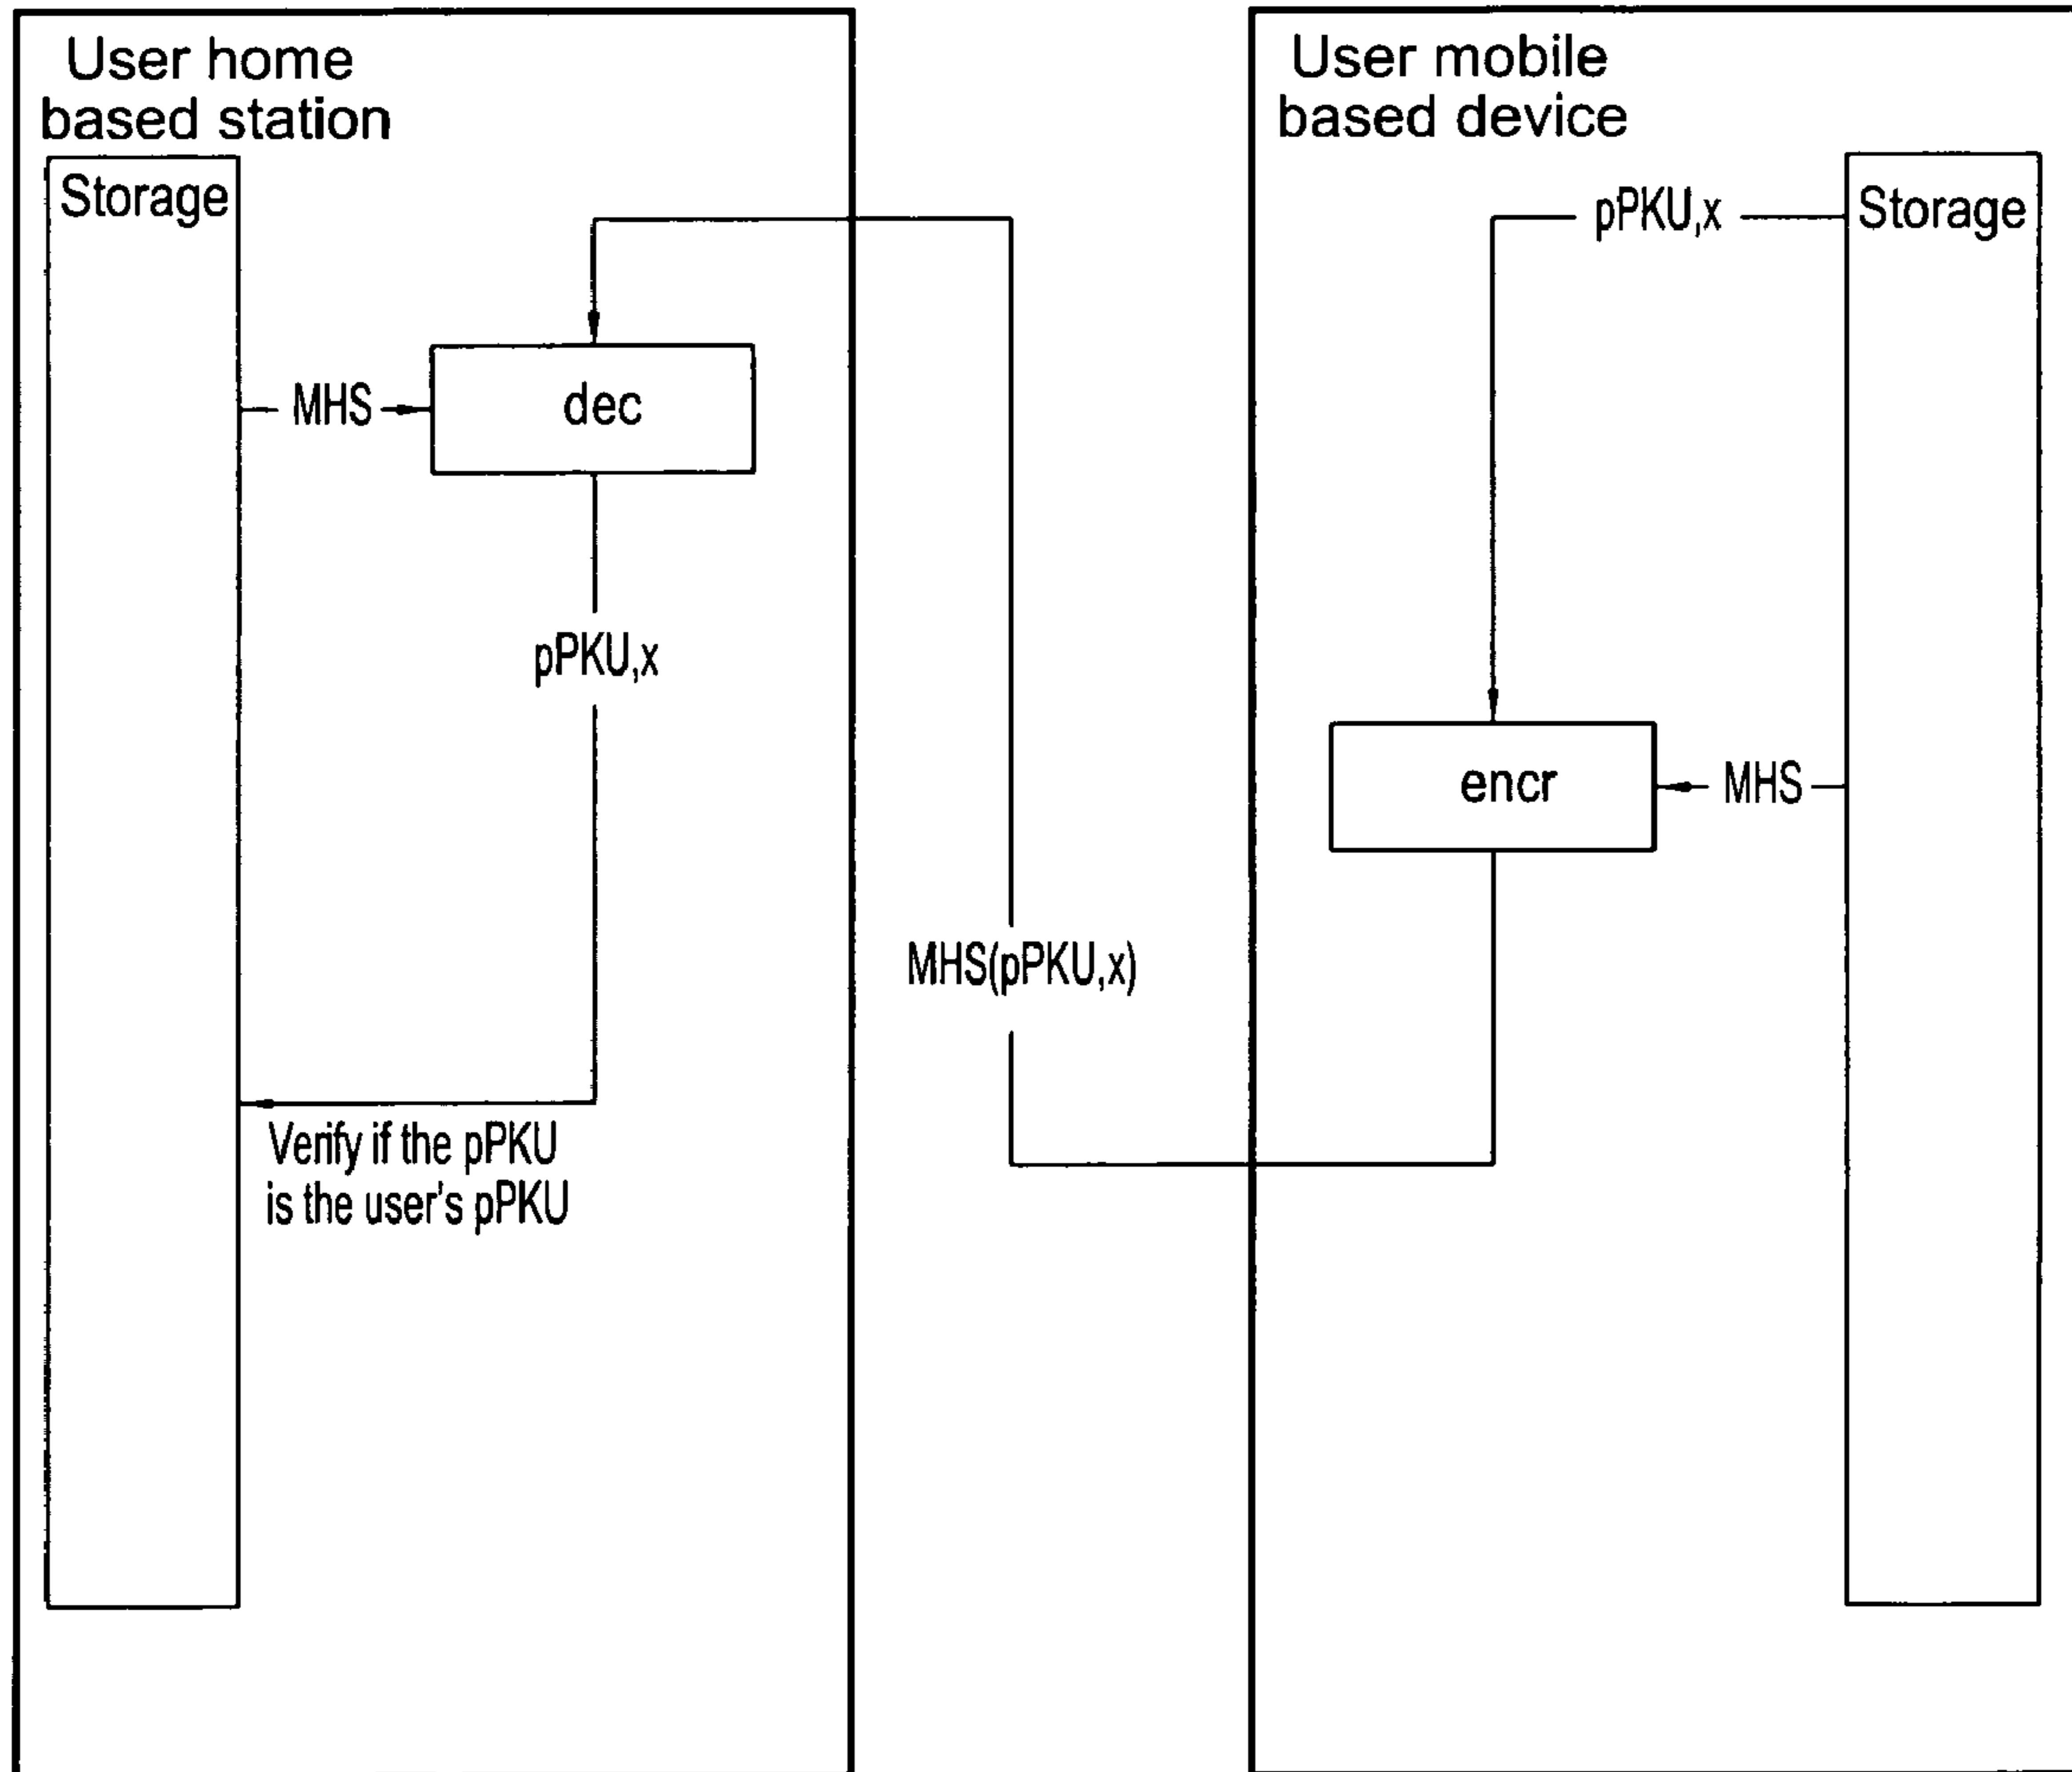 User home
based station
Storage
MHS
dec
pPKU,x
Verify if the pPKU
is the user's pPKU
MHS(pPKU,x)
User mobile
based device
pPKU,x
Storage
encr
MHS